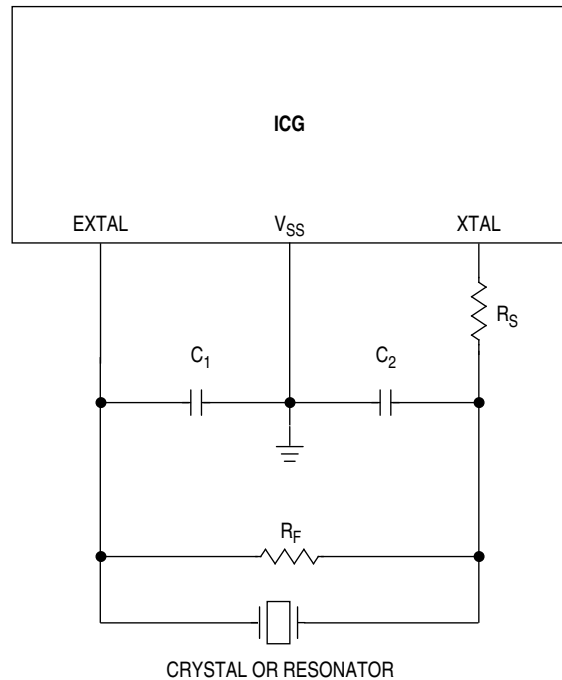 ICG
EXTAL
V<sub>SS</sub>
XTAL
R<sub>S</sub>
C<sub>1</sub>
C<sub>2</sub>
R<sub>F</sub>
CRYSTAL OR RESONATOR